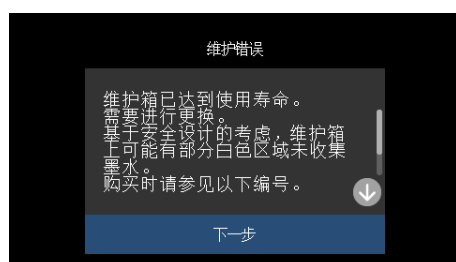 维护错误
维护箱已达到使用寿命。
需要进行更换。
基于安全设计的考虑，维护箱
上可能有部分白色区域未收集
墨水。
购买时请参见以下编号。
下一步